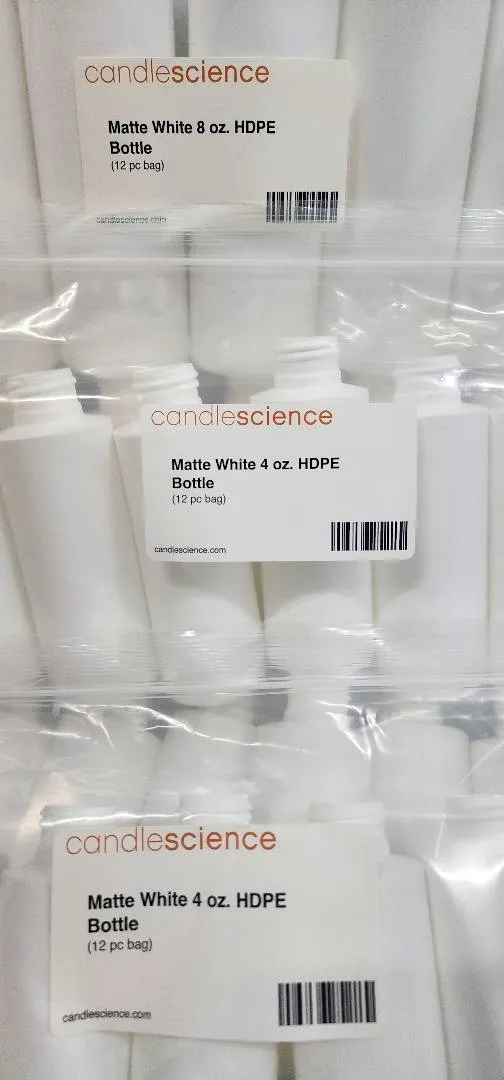 candlescience
Matte White 8 oz. HDPE
Bottle
(12 pc bag)
candlescience.com
candlescience
Matte White 4 oz. HDPE
Bottle
(12 pc bag)
candlescience.com
candlescience
Matte White 4 oz. HDPE
Bottle
(12 pc bag)
candlescience.com